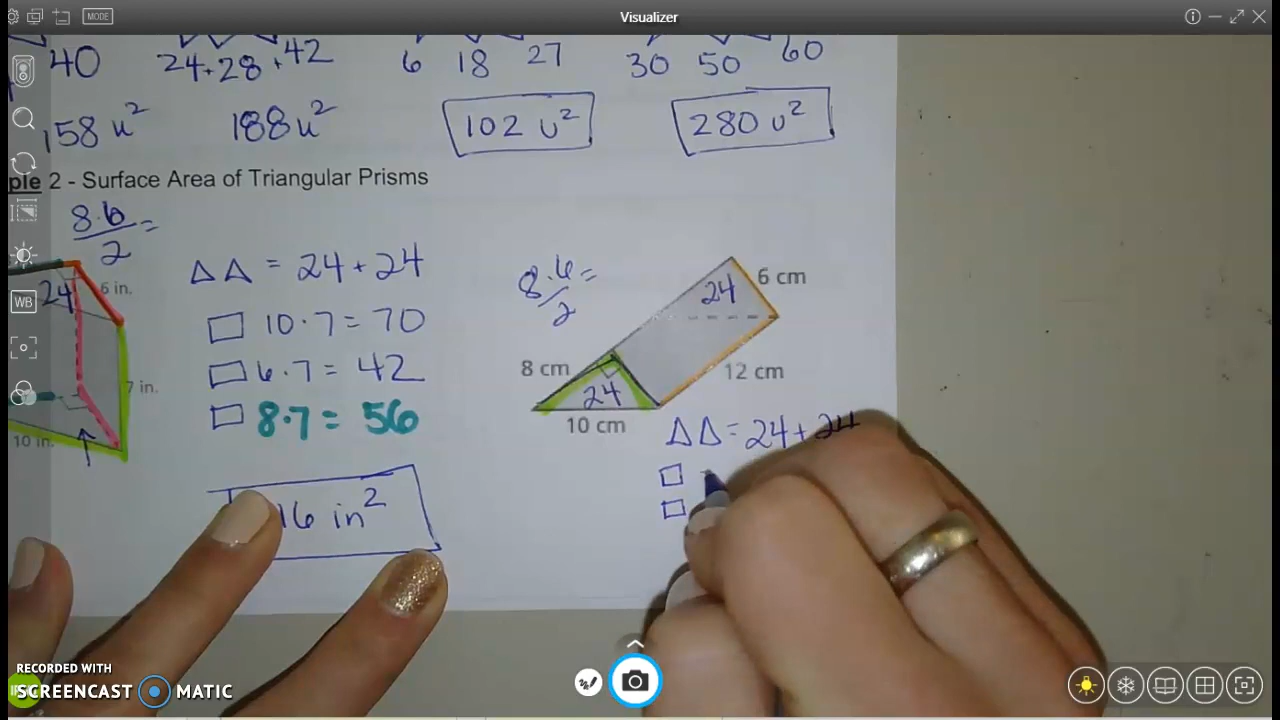 MODE
Visualizer
40
24+28+42
6 18 27
30 50 60
158 u²
188u²
102 u²
280 u²
ple 2 - Surface Area of Triangular Prisms
8·6
2
=
24
6 in.
7 in.
10 in.
ΔΔ = 24+24
□ 10·7=70
□ 6·7=42
□ 8·7=56
16 in²
8·6=
2
24
6 cm
8 cm
24
12 cm
10 cm
ΔΔ=24+24
□
□
WB
RECORDED WITH
SCREENCAST MATIC